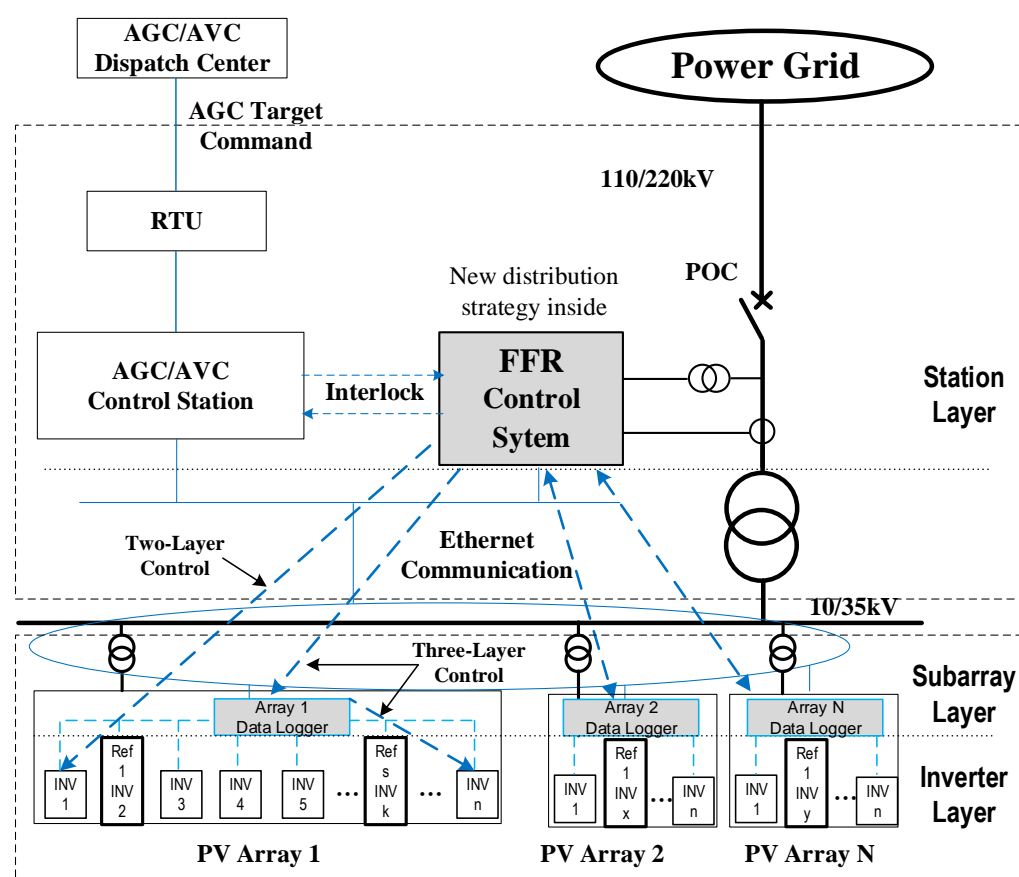 AGC/AVC
Dispatch Center
Power Grid
AGC Target
Command
110/220kV
RTU
POC
New distribution
strategy inside
AGC/AVC
Control Station
Interlock
FFR
Control
Sytem
Station
Layer
Two-Layer
Control
Ethernet
Communication
10/35kV
Three-Layer
Control
Subarray
Layer
Array 1
Data Logger
Array 2
Data Logger
Array N
Data Logger
INV
1
Ref
1
INV
2
INV
3
INV
4
INV
5
...
Ref
s
INV
k
...
INV
n
INV
1
Ref
1
INV
x
...
INV
n
INV
1
Ref
1
INV
y
...
INV
n
Inverter
Layer
PV Array 1
PV Array 2
PV Array N